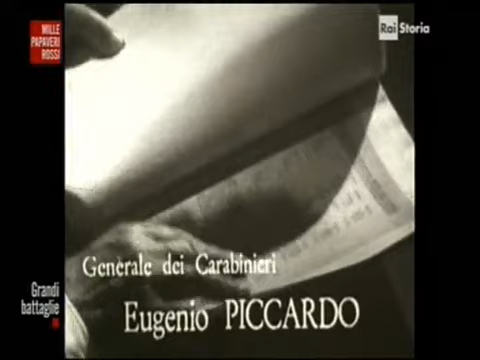 MILLE
PAPAVERI
ROSSI
Rai Storia
Generale dei Carabinieri
Eugenio PICCARDO
Grandi
battaglie